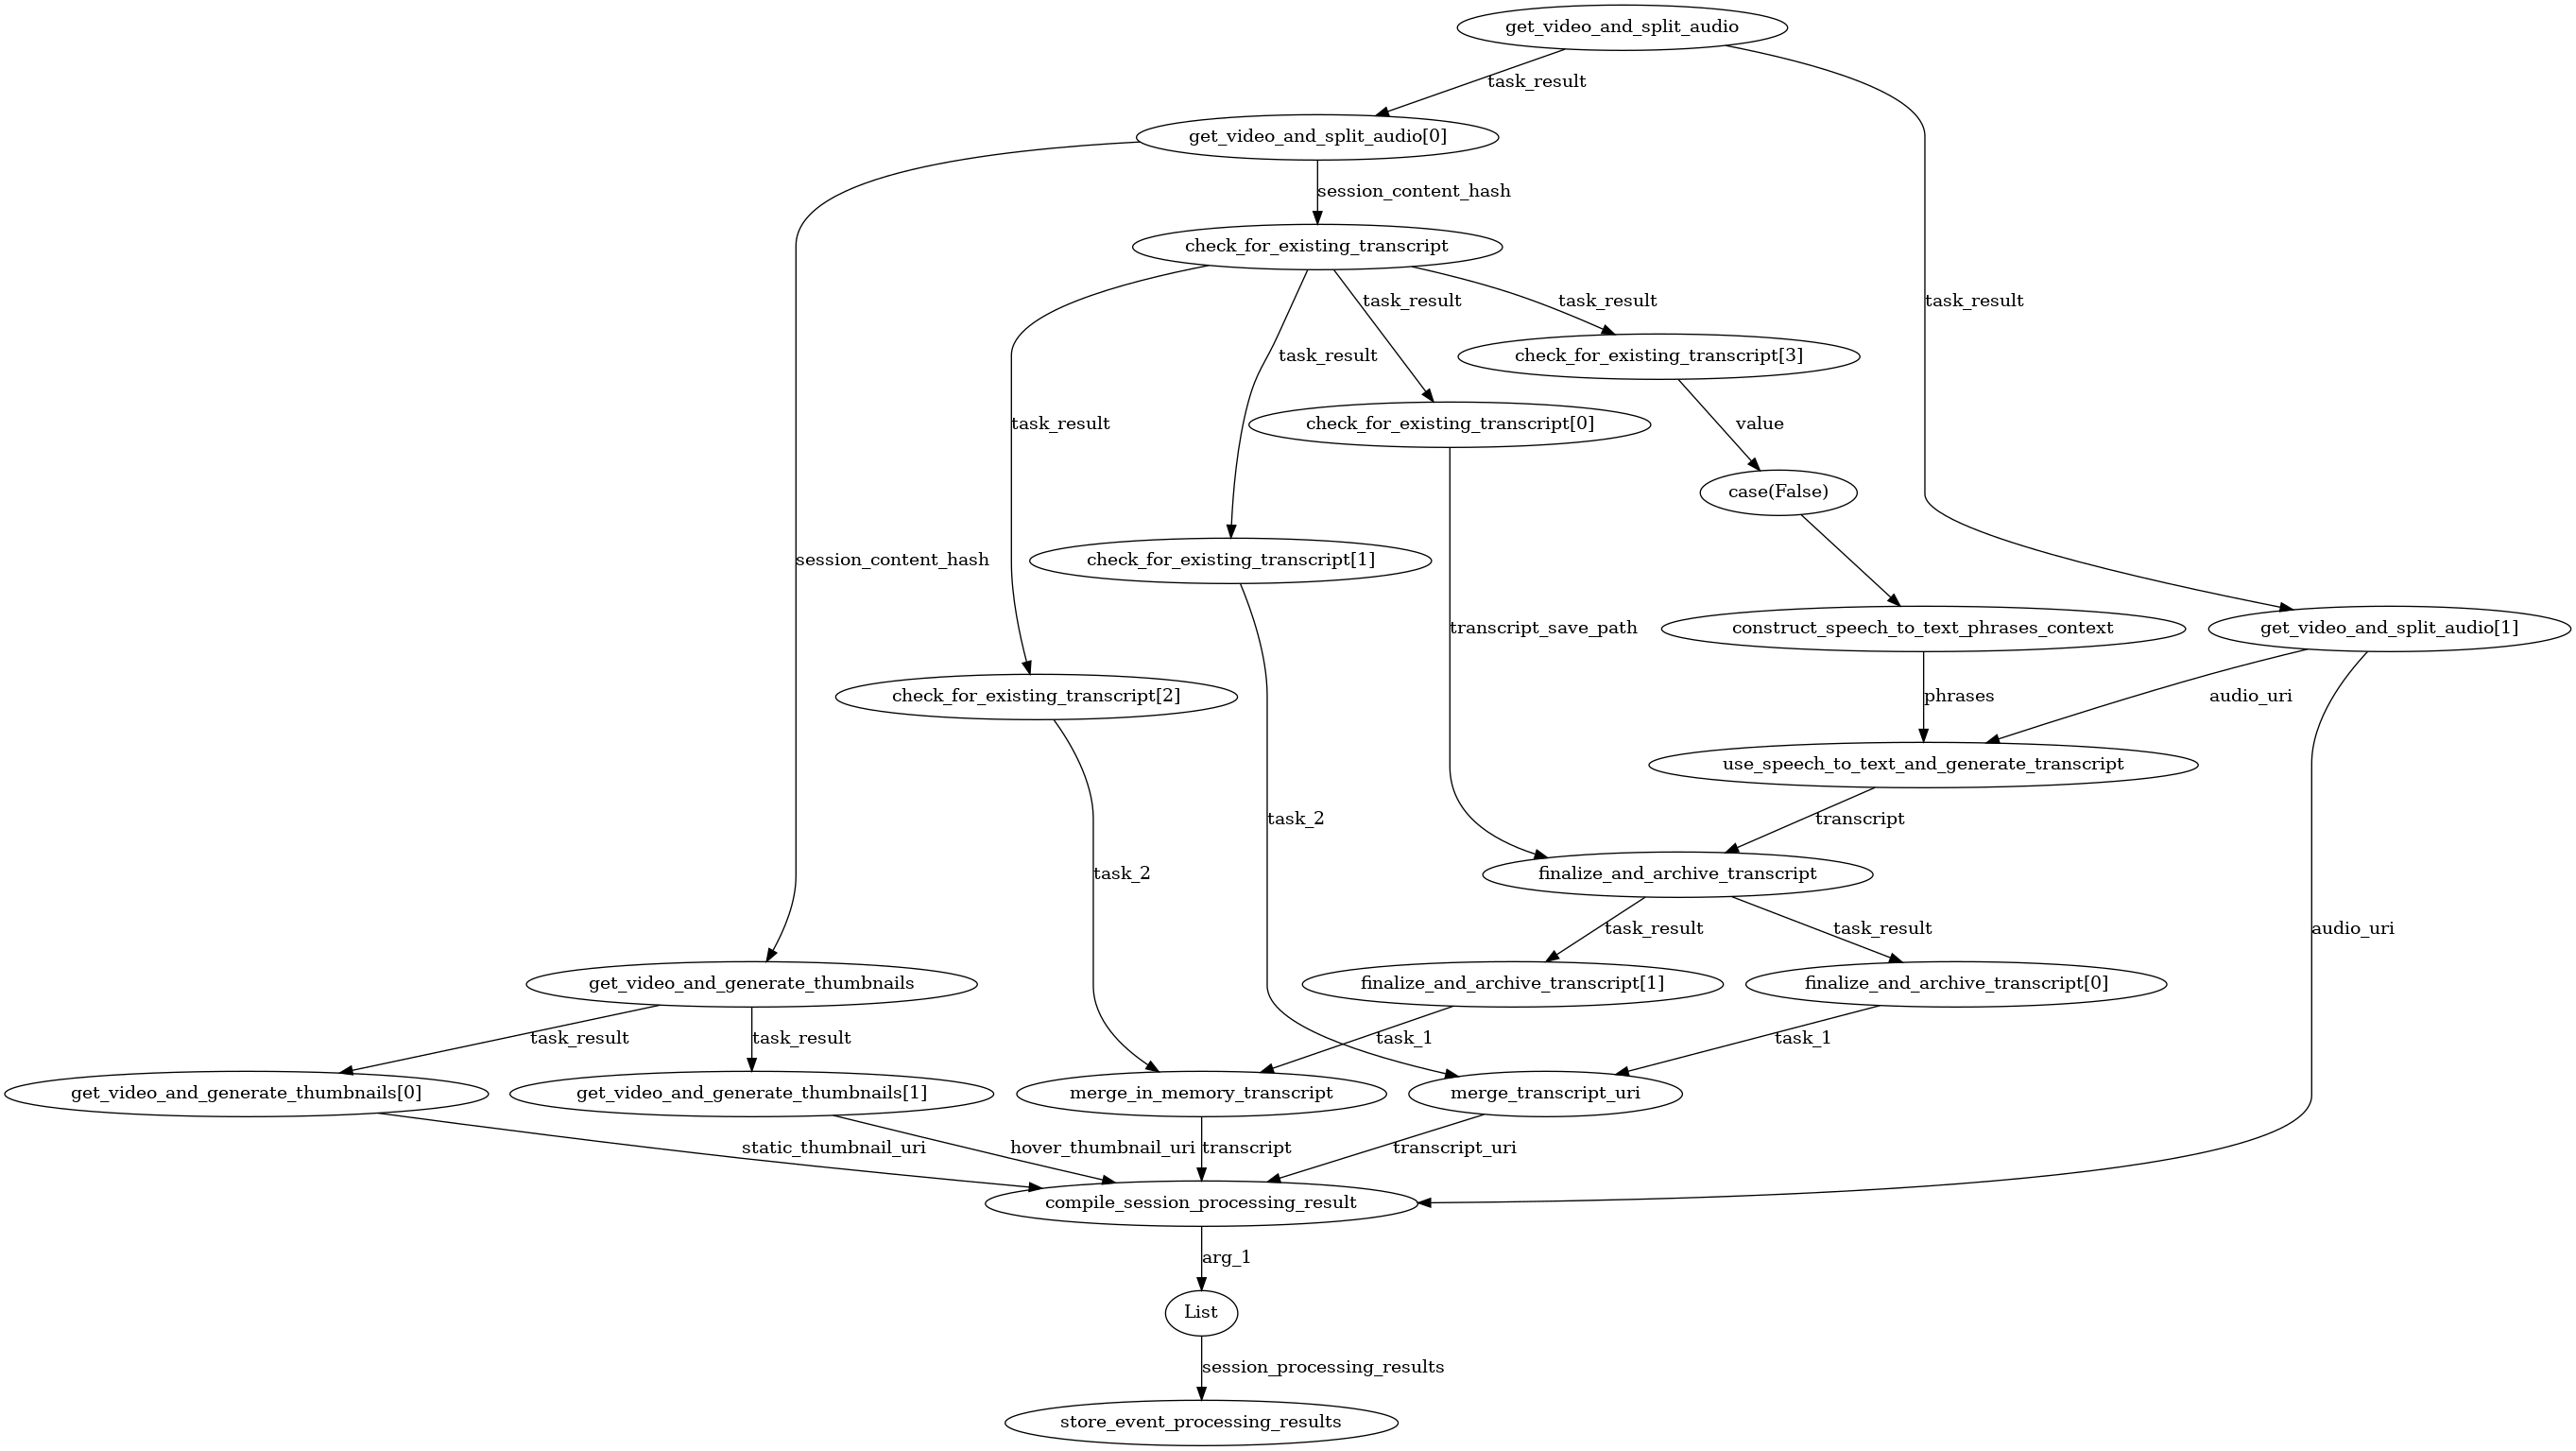 get_video_and_split_audio
task_result
get_video_and_split_audio[0]
session_content_hash
check_for_existing_transcript
task_result
task_result
task_result
check_for_existing_transcript[3]
task_result
task_result
check_for_existing_transcript[0]
value
case(False)
session_content_hash
check_for_existing_transcript[1]
transcript_save_path
construct_speech_to_text_phrases_context
get_video_and_split_audio[1]
check_for_existing_transcript[2]
phrases
audio_uri
use_speech_to_text_and_generate_transcript
task_2
transcript
task_2
finalize_and_archive_transcript
task_result
task_result
audio_uri
get_video_and_generate_thumbnails
finalize_and_archive_transcript[1]
finalize_and_archive_transcript[0]
task_result
task_result
task_1
task_1
get_video_and_generate_thumbnails[0]
get_video_and_generate_thumbnails[1]
merge_in_memory_transcript
merge_transcript_uri
static_thumbnail_uri
hover_thumbnail_uri
transcript
transcript_uri
compile_session_processing_result
arg_1
List
session_processing_results
store_event_processing_results